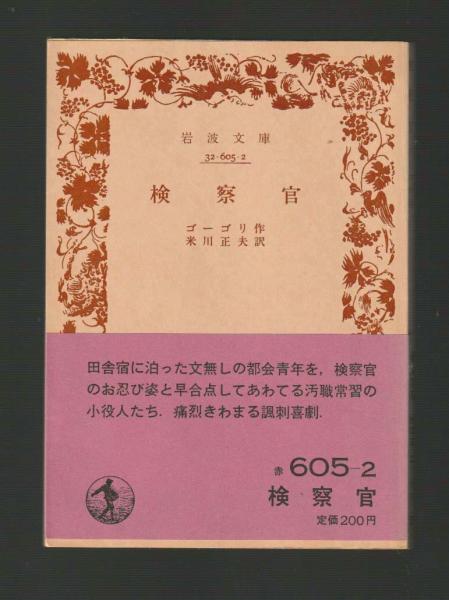 岩波文庫
32-605-2
検察官
ゴーゴリ作
米川正夫訳
田舎宿に泊った文無しの都会青年を，検察官
のお忍び姿と早合点してあわてる汚職常習の
小役人たち．痛烈きわまる諷刺喜劇．
赤 605-2
検察官
定価200円